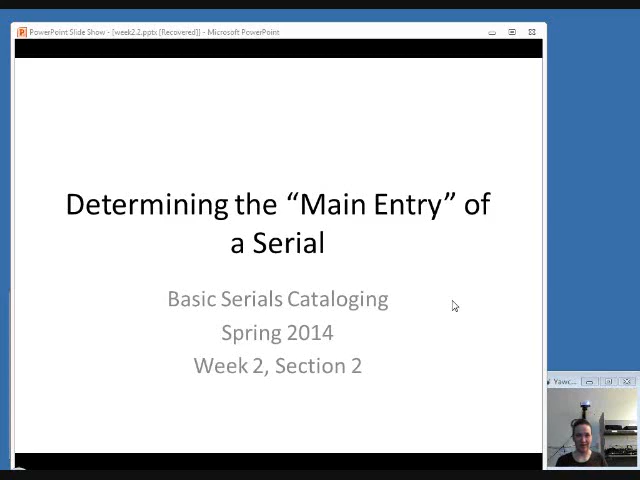 PowerPoint Slide Show - [week2.2.pptx [Recovered]] - Microsoft PowerPoint
Determining the “Main Entry” of
a Serial
Basic Serials Cataloging
Spring 2014
Week 2, Section 2
Yawc...